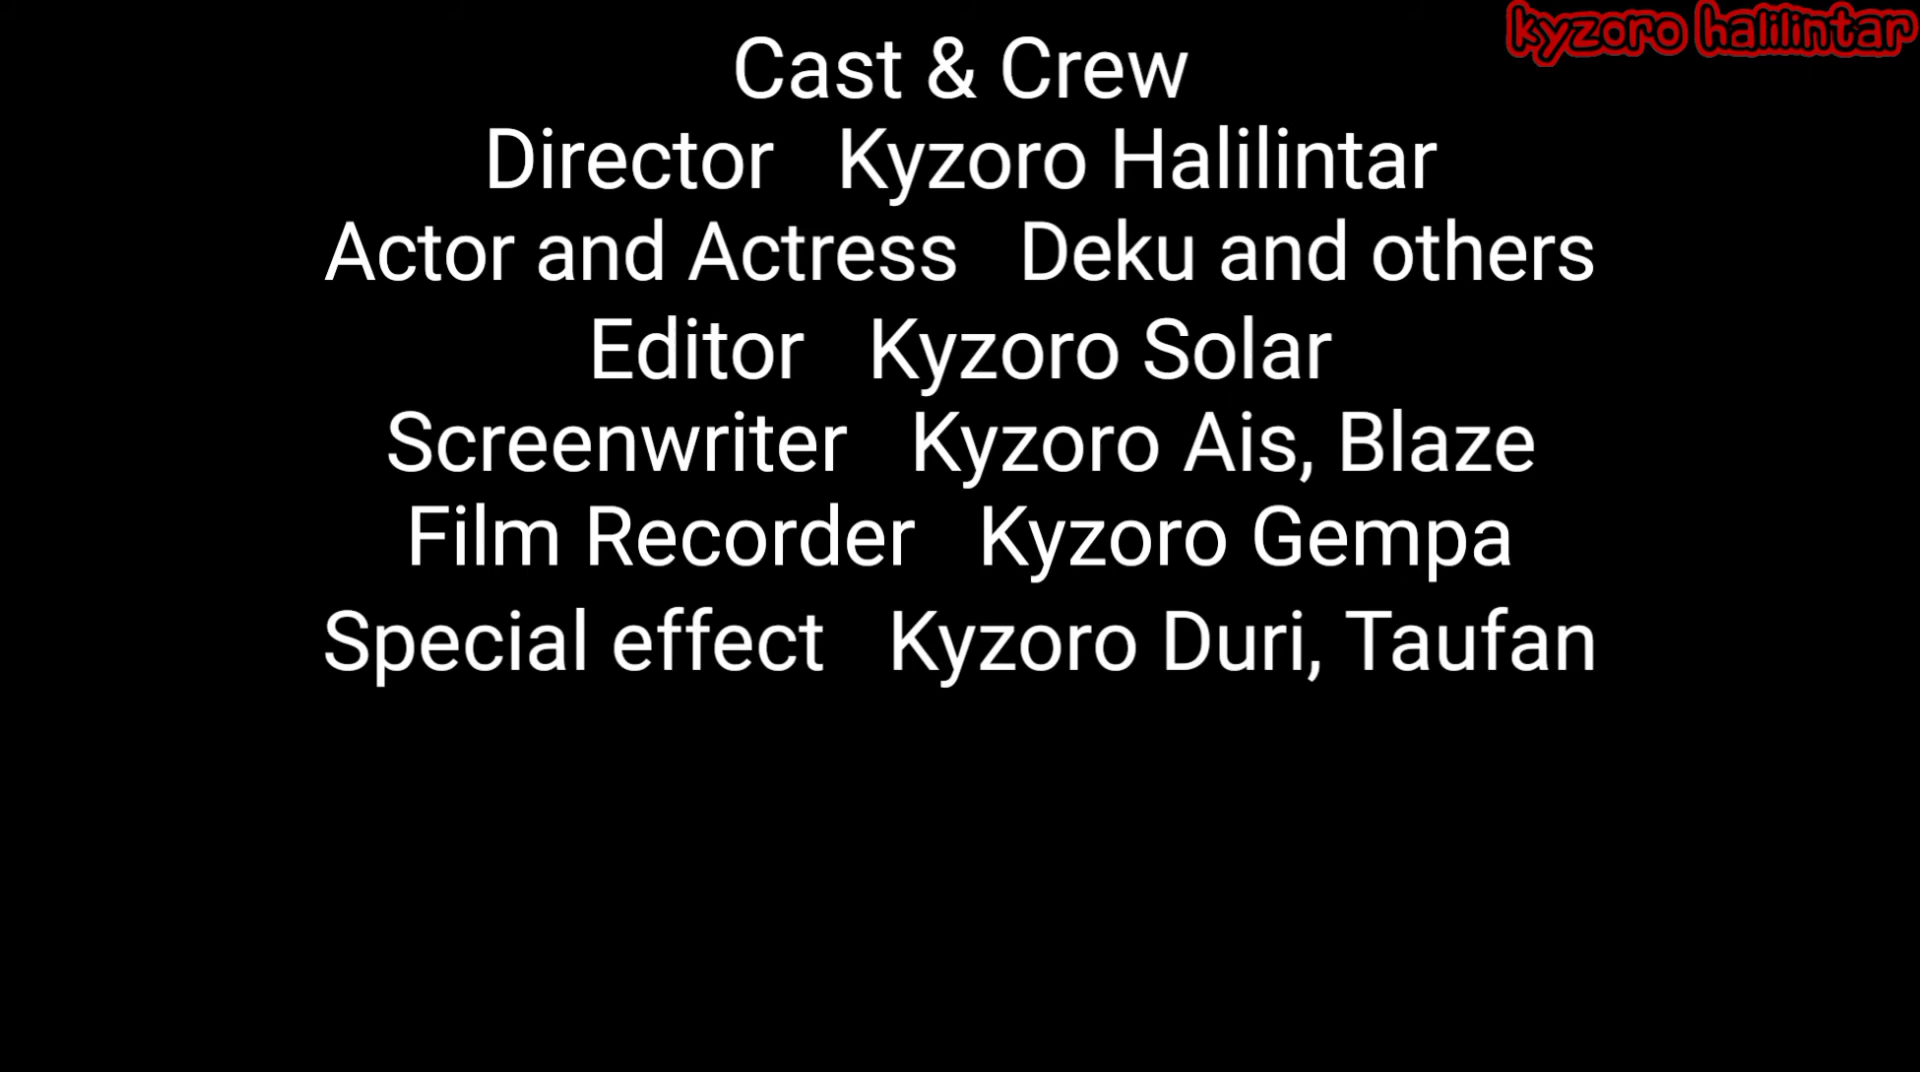 kyzoro halilintar
Cast & Crew
Director Kyzoro Halilintar
Actor and Actress Deku and others
Editor Kyzoro Solar
Screenwriter Kyzoro Ais, Blaze
Film Recorder Kyzoro Gempa
Special effect Kyzoro Duri, Taufan